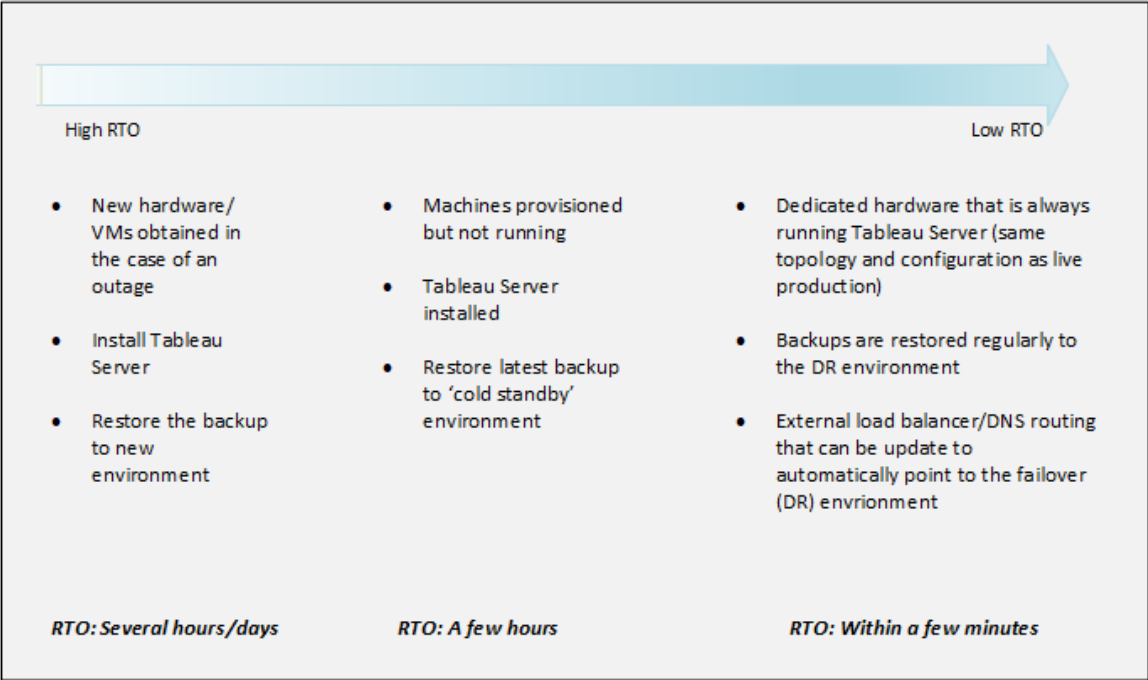 High RTO
Low RTO
● New hardware/
VMs obtained in
the case of an
outage
● Install Tableau
Server
● Restore the backup
to new
environment
RTO: Several hours/days
● Machines provisioned
but not running
● Tableau Server
installed
● Restore latest backup
to ‘cold standby’
environment
RTO: A few hours
● Dedicated hardware that is always
running Tableau Server (same
topology and configuration as live
production)
● Backups are restored regularly to
the DR environment
● External load balancer/DNS routing
that can be update to
automatically point to the failover
(DR) envrionment
RTO: Within a few minutes